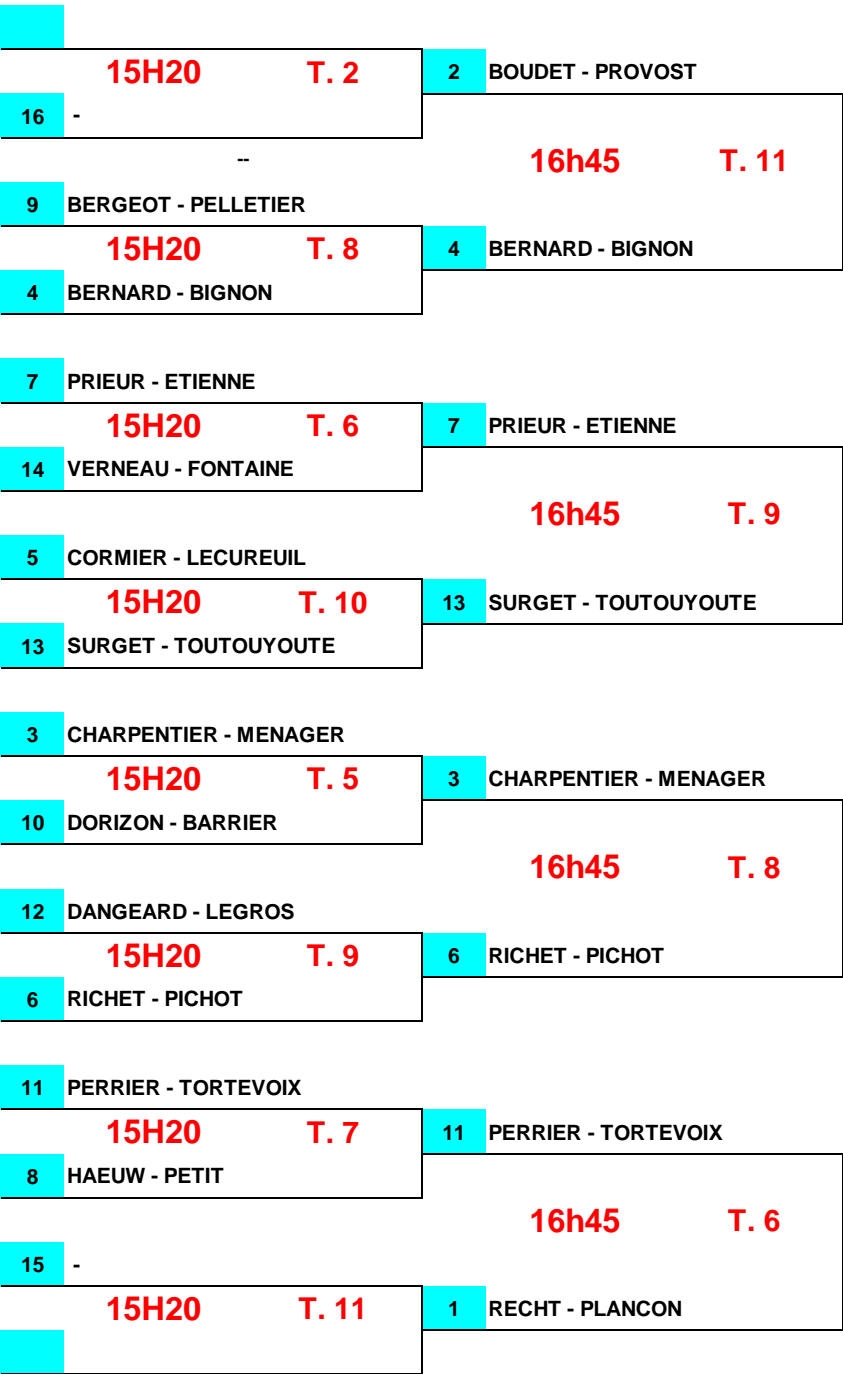 15H20 T. 2 2 BOUDET - PROVOST
16 -
-- 16h45 T. 11
9 BERGEOT - PELLETIER
15H20 T. 8 4 BERNARD - BIGNON
4 BERNARD - BIGNON
7 PRIEUR - ETIENNE
15H20 T. 6 7 PRIEUR - ETIENNE
14 VERNEAU - FONTAINE
16h45 T. 9
5 CORMIER - LECUREUIL
15H20 T. 10 13 SURGET - TOUTOUYOUTE
13 SURGET - TOUTOUYOUTE
3 CHARPENTIER - MENAGER
15H20 T. 5 3 CHARPENTIER - MENAGER
10 DORIZON - BARRIER
16h45 T. 8
12 DANGEARD - LEGROS
15H20 T. 9 6 RICHET - PICHOT
6 RICHET - PICHOT
11 PERRIER - TORTEVOIX
15H20 T. 7 11 PERRIER - TORTEVOIX
8 HAEUW - PETIT
16h45 T. 6
15 -
15H20 T. 11 1 RECHT - PLANCON